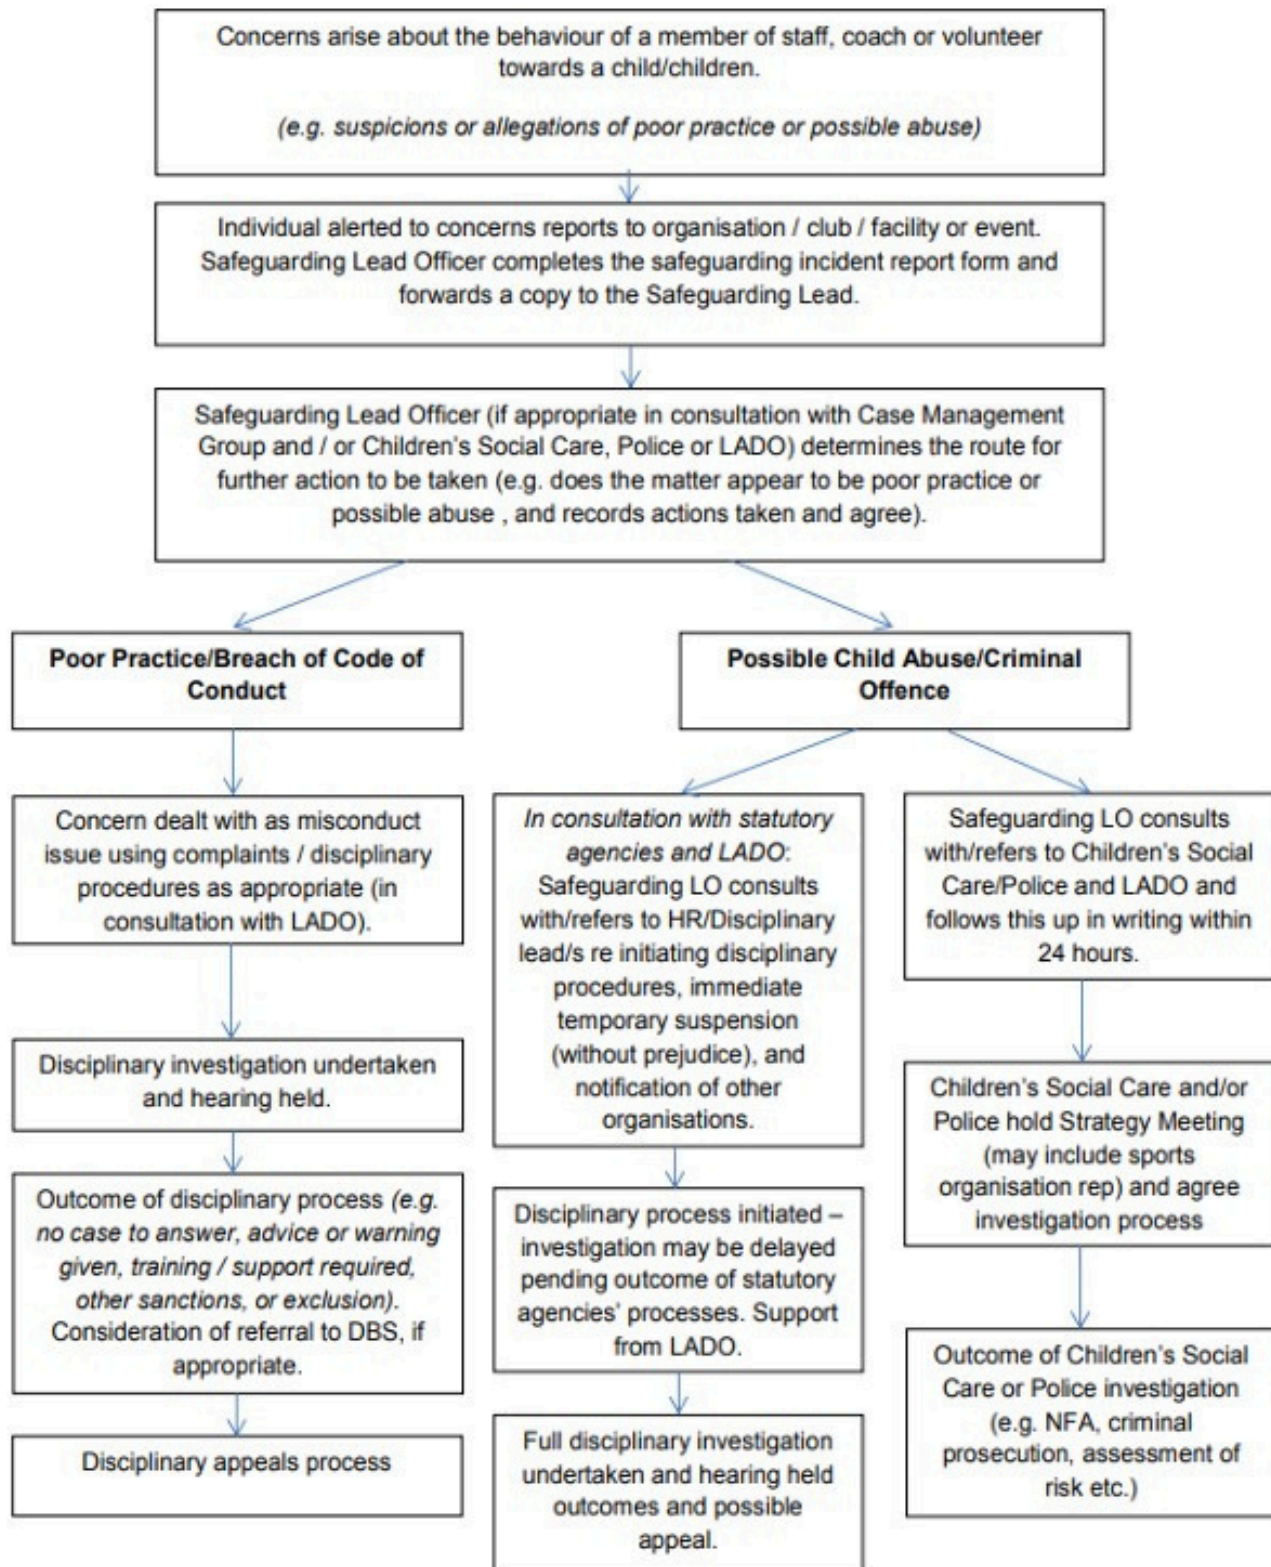 Concerns arise about the behaviour of a member of staff, coach or volunteer
towards a child/children.
(e.g. suspicions or allegations of poor practice or possible abuse)
Individual alerted to concerns reports to organisation / club / facility or event.
Safeguarding Lead Officer completes the safeguarding incident report form and
forwards a copy to the Safeguarding Lead.
Safeguarding Lead Officer (if appropriate in consultation with Case Management
Group and / or Children's Social Care, Police or LADO) determines the route for
further action to be taken (e.g. does the matter appear to be poor practice or
possible abuse , and records actions taken and agree).
Poor Practice/Breach of Code of
Conduct
Concern dealt with as misconduct
issue using complaints / disciplinary
procedures as appropriate (in
consultation with LADO).
Disciplinary investigation undertaken
and hearing held.
Outcome of disciplinary process (e.g.
no case to answer, advice or warning
given, training / support required,
other sanctions, or exclusion).
Consideration of referral to DBS, if
appropriate.
Disciplinary appeals process
Possible Child Abuse/Criminal
Offence
In consultation with statutory
agencies and LADO:
Safeguarding LO consults
with/refers to HR/Disciplinary
lead/s re initiating disciplinary
procedures, immediate
temporary suspension
(without prejudice), and
notification of other
organisations.
Disciplinary process initiated –
investigation may be delayed
pending outcome of statutory
agencies' processes. Support
from LADO.
Full disciplinary investigation
undertaken and hearing held
outcomes and possible
appeal.
Safeguarding LO consults
with/refers to Children's Social
Care/Police and LADO and
follows this up in writing within
24 hours.
Children's Social Care and/or
Police hold Strategy Meeting
(may include sports
organisation rep) and agree
investigation process
Outcome of Children's Social
Care or Police investigation
(e.g. NFA, criminal
prosecution, assessment of
risk etc.)